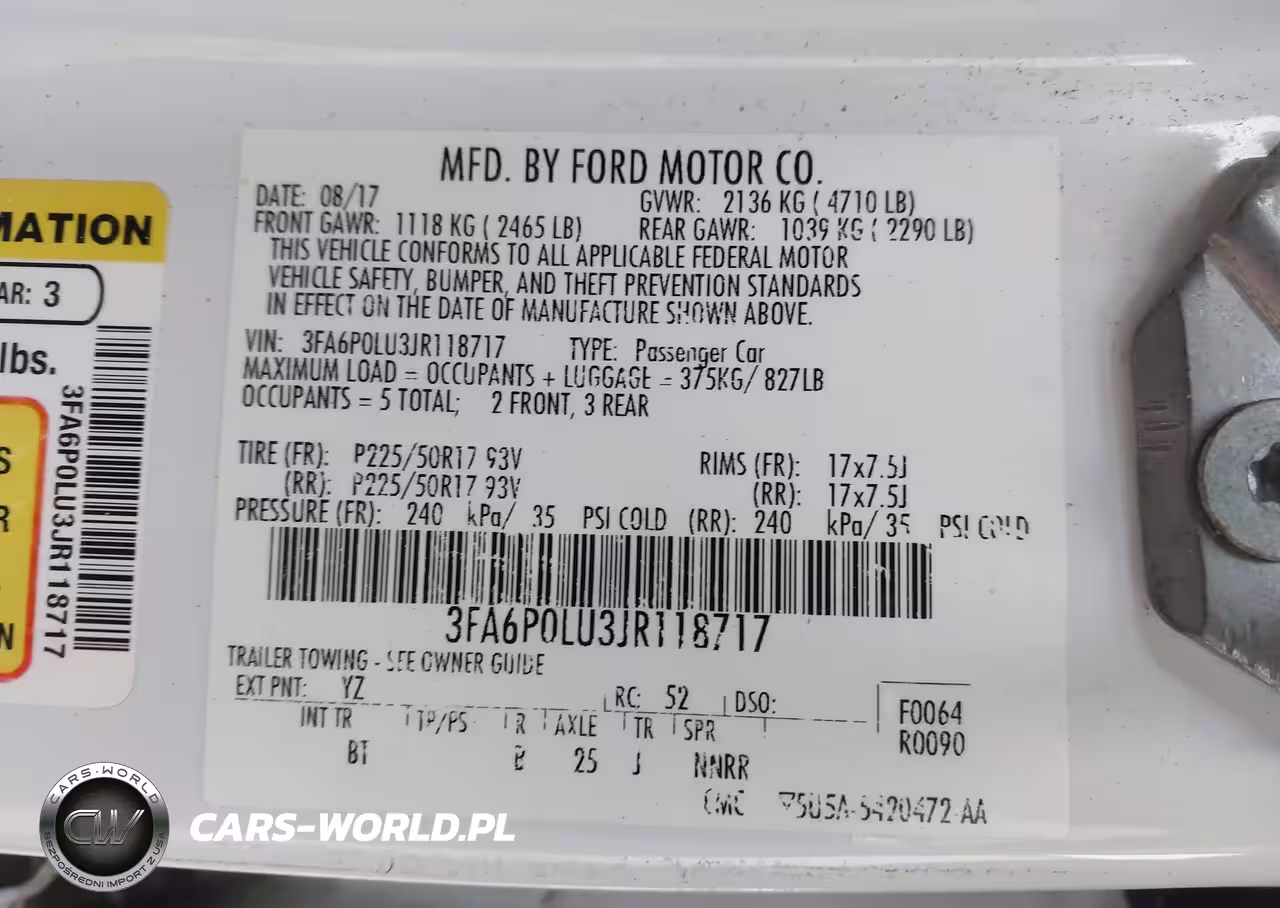 MATION
AR: 3
lbs.
S
R
N
3FA6P0LU3JR118717
MFD. BY FORD MOTOR CO.
DATE: 08/17 GVWR: 2136 KG ( 4710 LB)
FRONT GAWR: 1118 KG ( 2465 LB) REAR GAWR: 1039 KG ( 2290 LB)
THIS VEHICLE CONFORMS TO ALL APPLICABLE FEDERAL MOTOR
VEHICLE SAFETY, BUMPER, AND THEFT PREVENTION STANDARDS
IN EFFECT ON THE DATE OF MANUFACTURE SHOWN ABOVE.
VIN: 3FA6P0LU3JR118717 TYPE: Passenger Car
MAXIMUM LOAD = OCCUPANTS + LUGGAGE = 375KG/ 827LB
OCCUPANTS = 5 TOTAL; 2 FRONT, 3 REAR
TIRE (FR): P225/50R17 93V RIMS (FR): 17x7.5J
(RR): P225/50R17 93V (RR): 17x7.5J
PRESSURE (FR): 240 kPa/ 35 PSI COLD (RR): 240 kPa/ 35 PSI COLD
3FA6P0LU3JR118717
TRAILER TOWING - SEE OWNER GUIDE
EXT PNT: YZ RC: 52 DSO:
INT TR TP/PS R AXLE TR SPR
BT B 25 J NNRR
F0064
R0090
CARS-WORLD
CW
BEZPOŚREDNI IMPORT Z USA
CARS-WORLD.PL